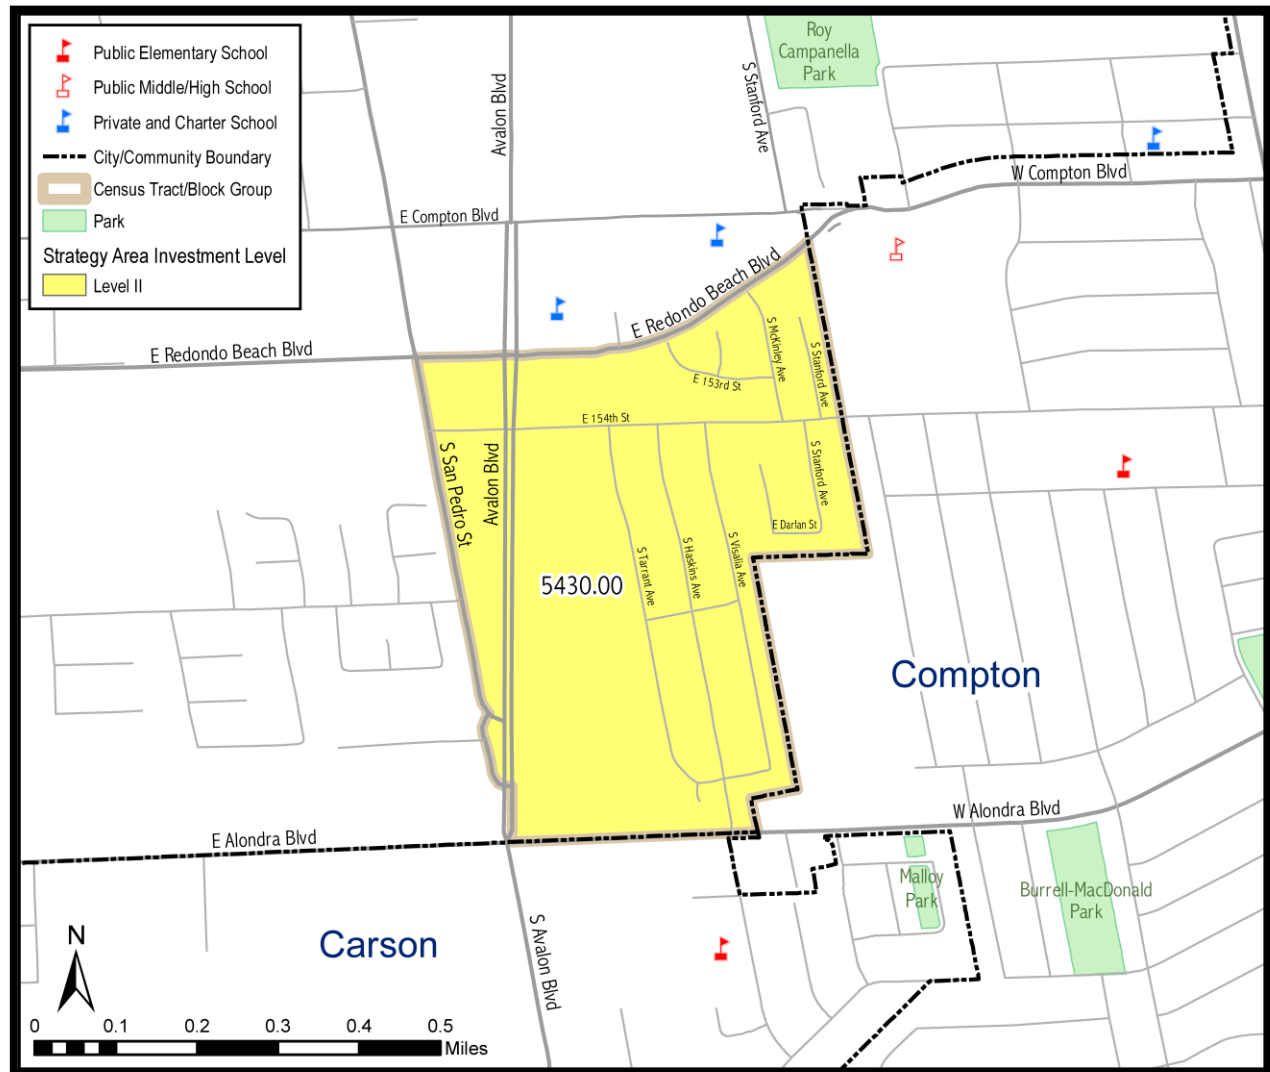 Public Elementary School
Public Middle/High School
Private and Charter School
City/Community Boundary
Census Tract/Block Group
Park
Strategy Area Investment Level
Level II
Roy
Campanella
Park
Avalon Blvd
S Stanford Ave
W Compton Blvd
E Compton Blvd
E Redondo Beach Blvd
E Redondo Beach Blvd
S McKinley Ave
S Stanford Ave
E 153rd St
E 154th St
S San Pedro St
Avalon Blvd
S Stanford Ave
E Darlan St
S Tarrant Ave
S Haskins Ave
S Visalia Ave
5430.00
Compton
W Alondra Blvd
E Alondra Blvd
Malloy
Park
Burrell-MacDonald
Park
Carson
S Avalon Blvd
N
0 0.1 0.2 0.3 0.4 0.5
Miles